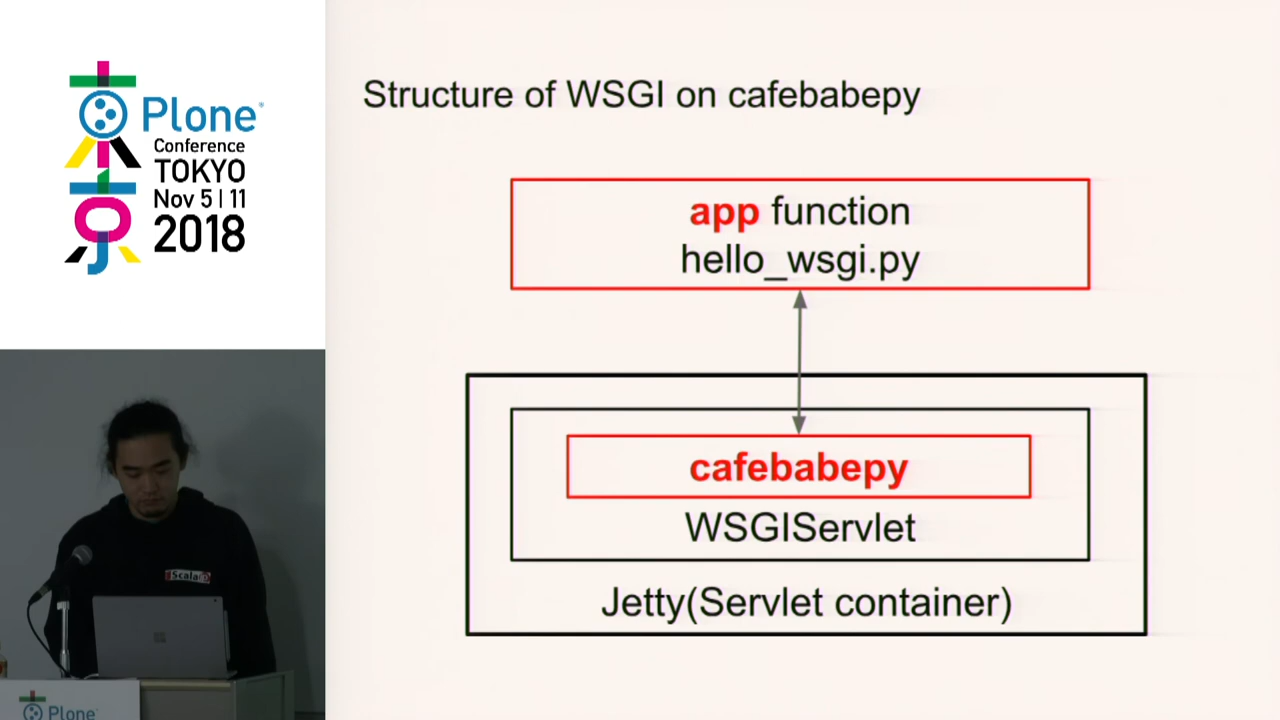 Plone
Conference
TOKYO
Nov 5 | 11
2018
Structure of WSGI on cafebabepy
app function
hello_wsgi.py
cafebabepy
WSGIServlet
Jetty(Servlet container)
Scala
Plone